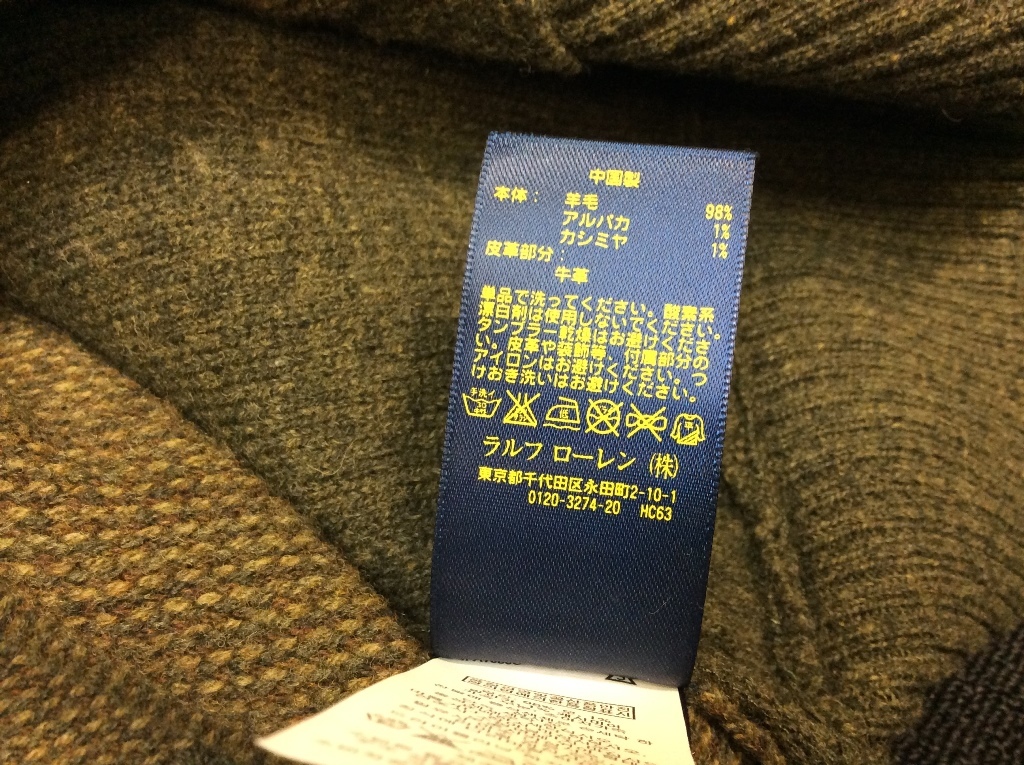 中国製
本体： 羊毛 98%
アルパカ 1%
カシミヤ 1%
皮革部分：
牛革
単品で洗ってください。酸素系
漂白剤は使用しないでください。
タンブラー乾燥はお避けくださ
い。皮革や装飾等、付属部分の
アイロンはお避けください。つ
けおき洗いはお避けください。
手洗イ 30
低
ラルフ ローレン (株)
東京都千代田区永田町2-10-1
0120-3274-20 HC63